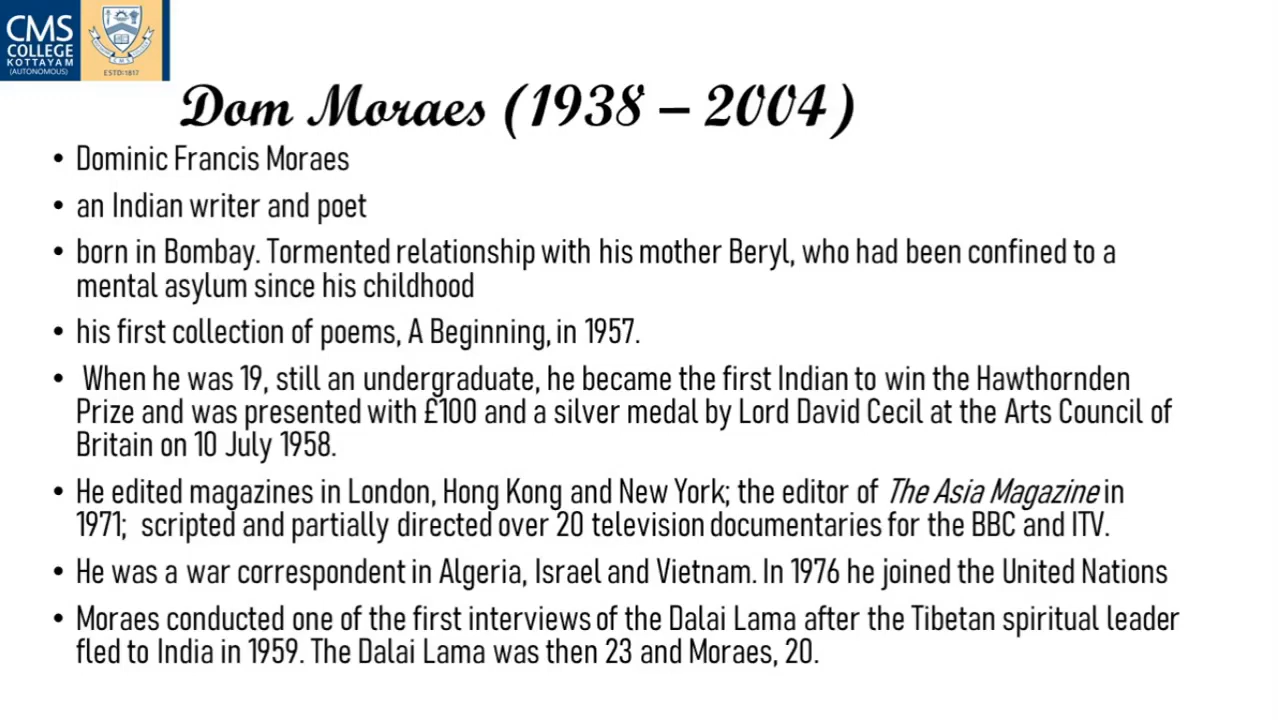 CMS
COLLEGE
KOTTAYAM
(AUTONOMOUS)
ESTD:1817
Dom Moraes (1938 – 2004)
• Dominic Francis Moraes
• an Indian writer and poet
• born in Bombay. Tormented relationship with his mother Beryl, who had been confined to a
mental asylum since his childhood
• his first collection of poems, A Beginning, in 1957.
• When he was 19, still an undergraduate, he became the first Indian to win the Hawthornden
Prize and was presented with £100 and a silver medal by Lord David Cecil at the Arts Council of
Britain on 10 July 1958.
• He edited magazines in London, Hong Kong and New York; the editor of The Asia Magazine in
1971; scripted and partially directed over 20 television documentaries for the BBC and ITV.
• He was a war correspondent in Algeria, Israel and Vietnam. In 1976 he joined the United Nations
• Moraes conducted one of the first interviews of the Dalai Lama after the Tibetan spiritual leader
fled to India in 1959. The Dalai Lama was then 23 and Moraes, 20.